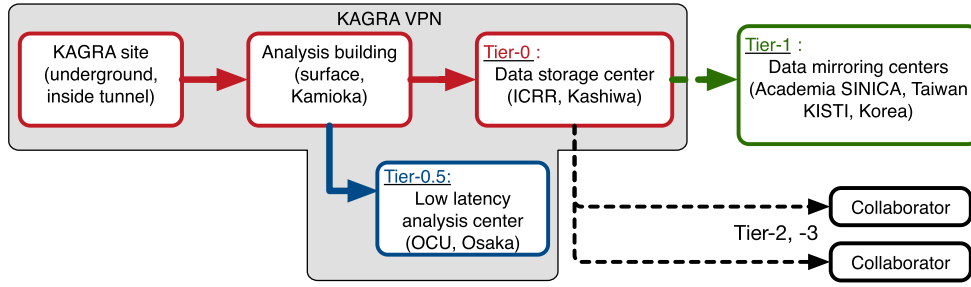 KAGRA VPN
KAGRA site
(underground,
inside tunnel)
Analysis building
(surface,
Kamioka)
Tier-0 :
Data storage center
(ICRR, Kashiwa)
Tier-1 :
Data mirroring centers
(Academia SINICA, Taiwan
KISTI, Korea)
Tier-0.5:
Low latency
analysis center
(OCU, Osaka)
Collaborator
Tier-2, -3
Collaborator